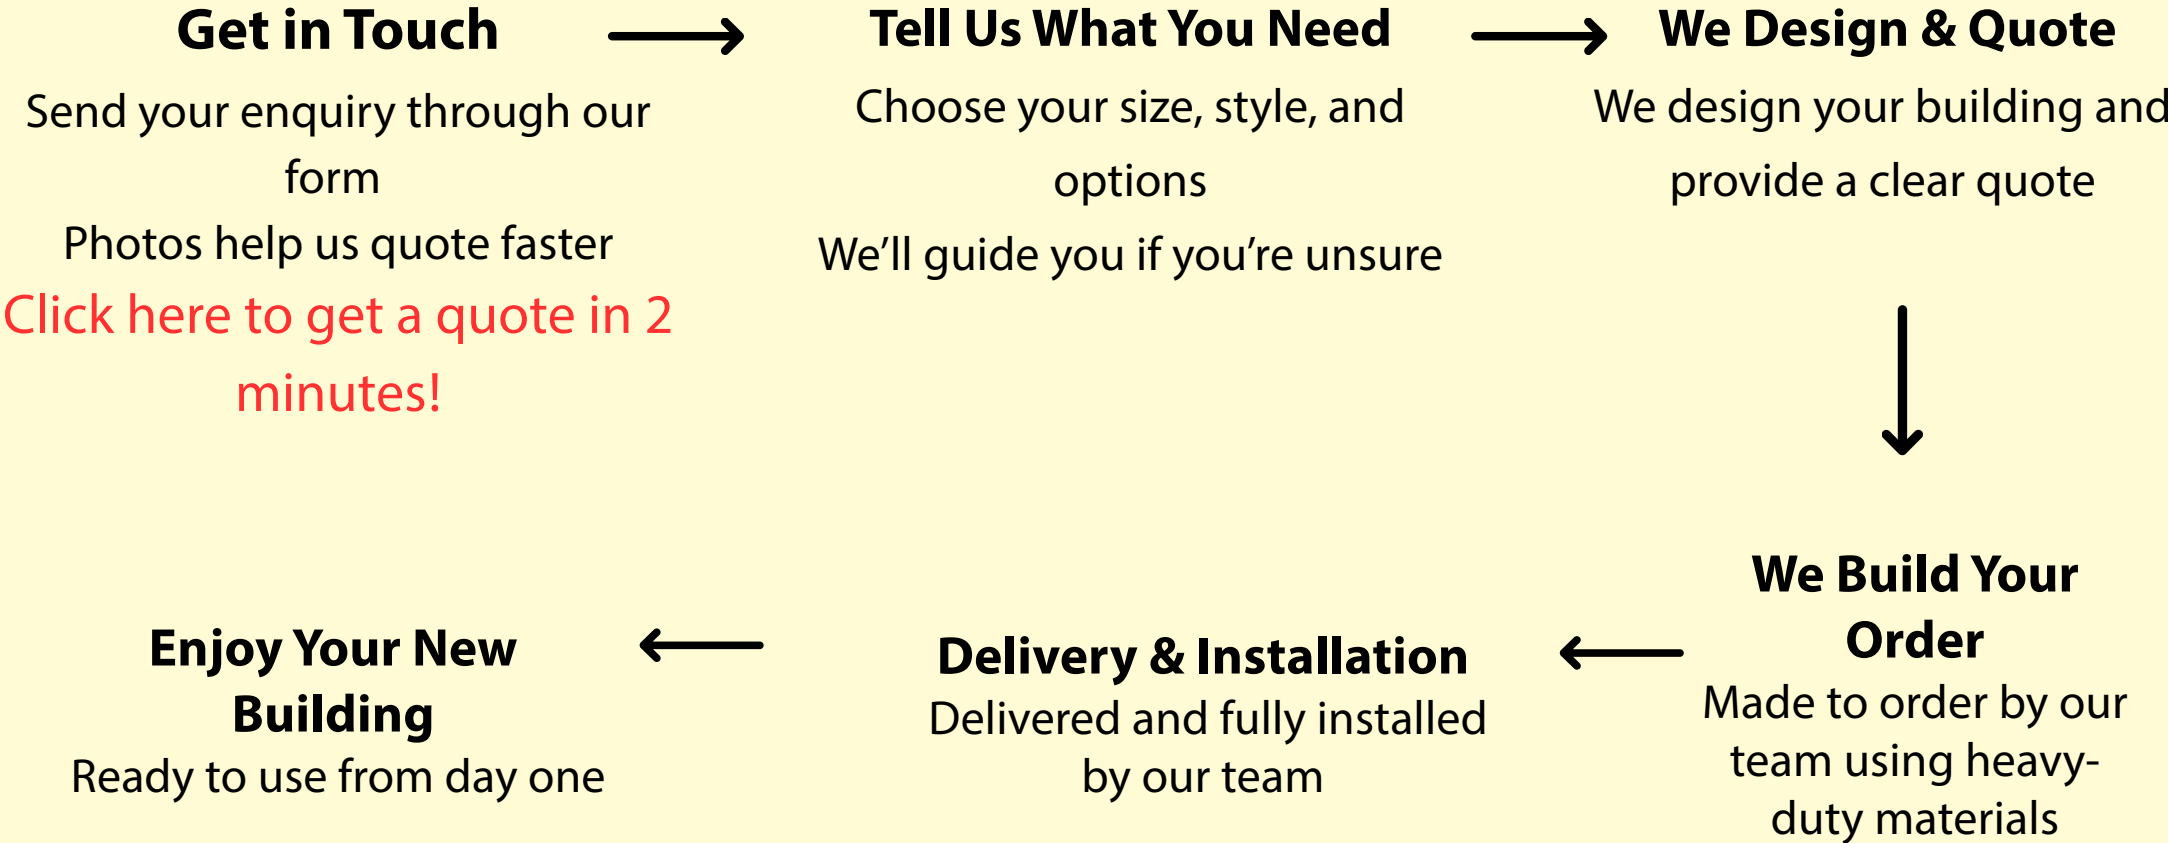 Get in Touch
Send your enquiry through our
form
Photos help us quote faster
Click here to get a quote in 2
minutes!
Tell Us What You Need
Choose your size, style, and
options
We’ll guide you if you’re unsure
We Design & Quote
We design your building and
provide a clear quote
We Build Your
Order
Made to order by our
team using heavy-
duty materials
Delivery & Installation
Delivered and fully installed
by our team
Enjoy Your New
Building
Ready to use from day one